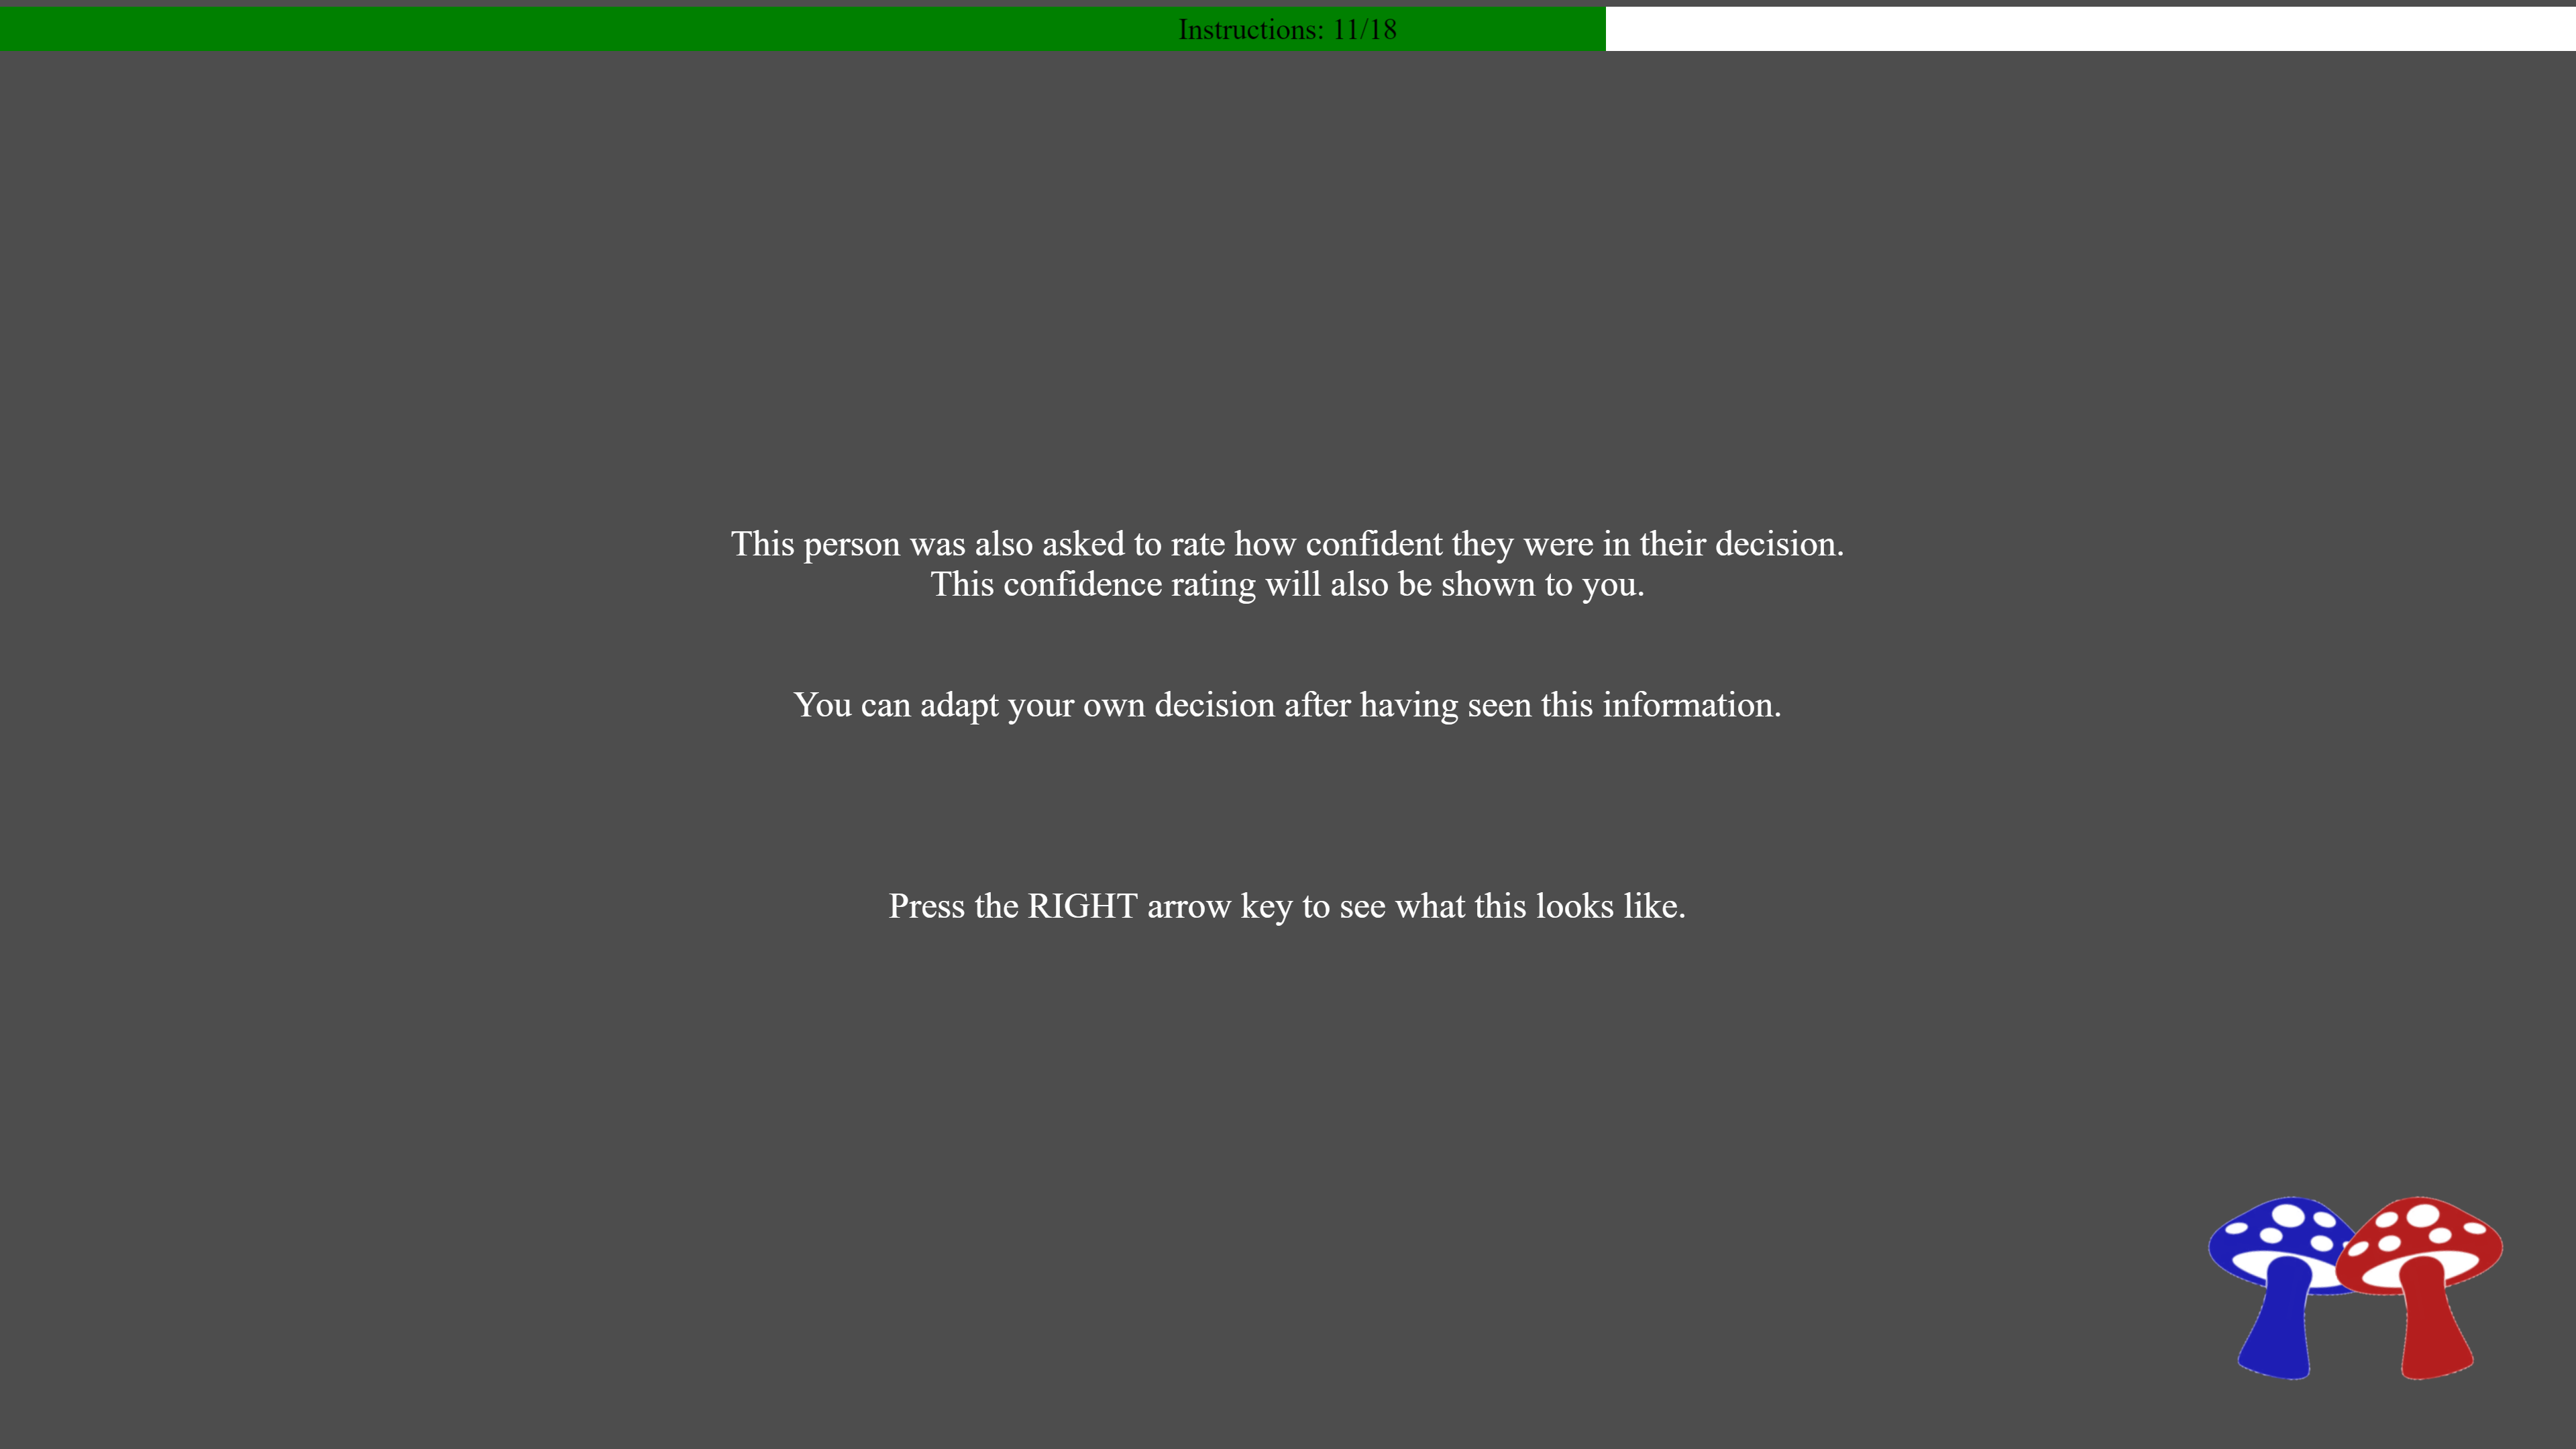 Instructions: 11/18
This person was also asked to rate how confident they were in their decision.
This confidence rating will also be shown to you.
You can adapt your own decision after having seen this information.
Press the RIGHT arrow key to see what this looks like.